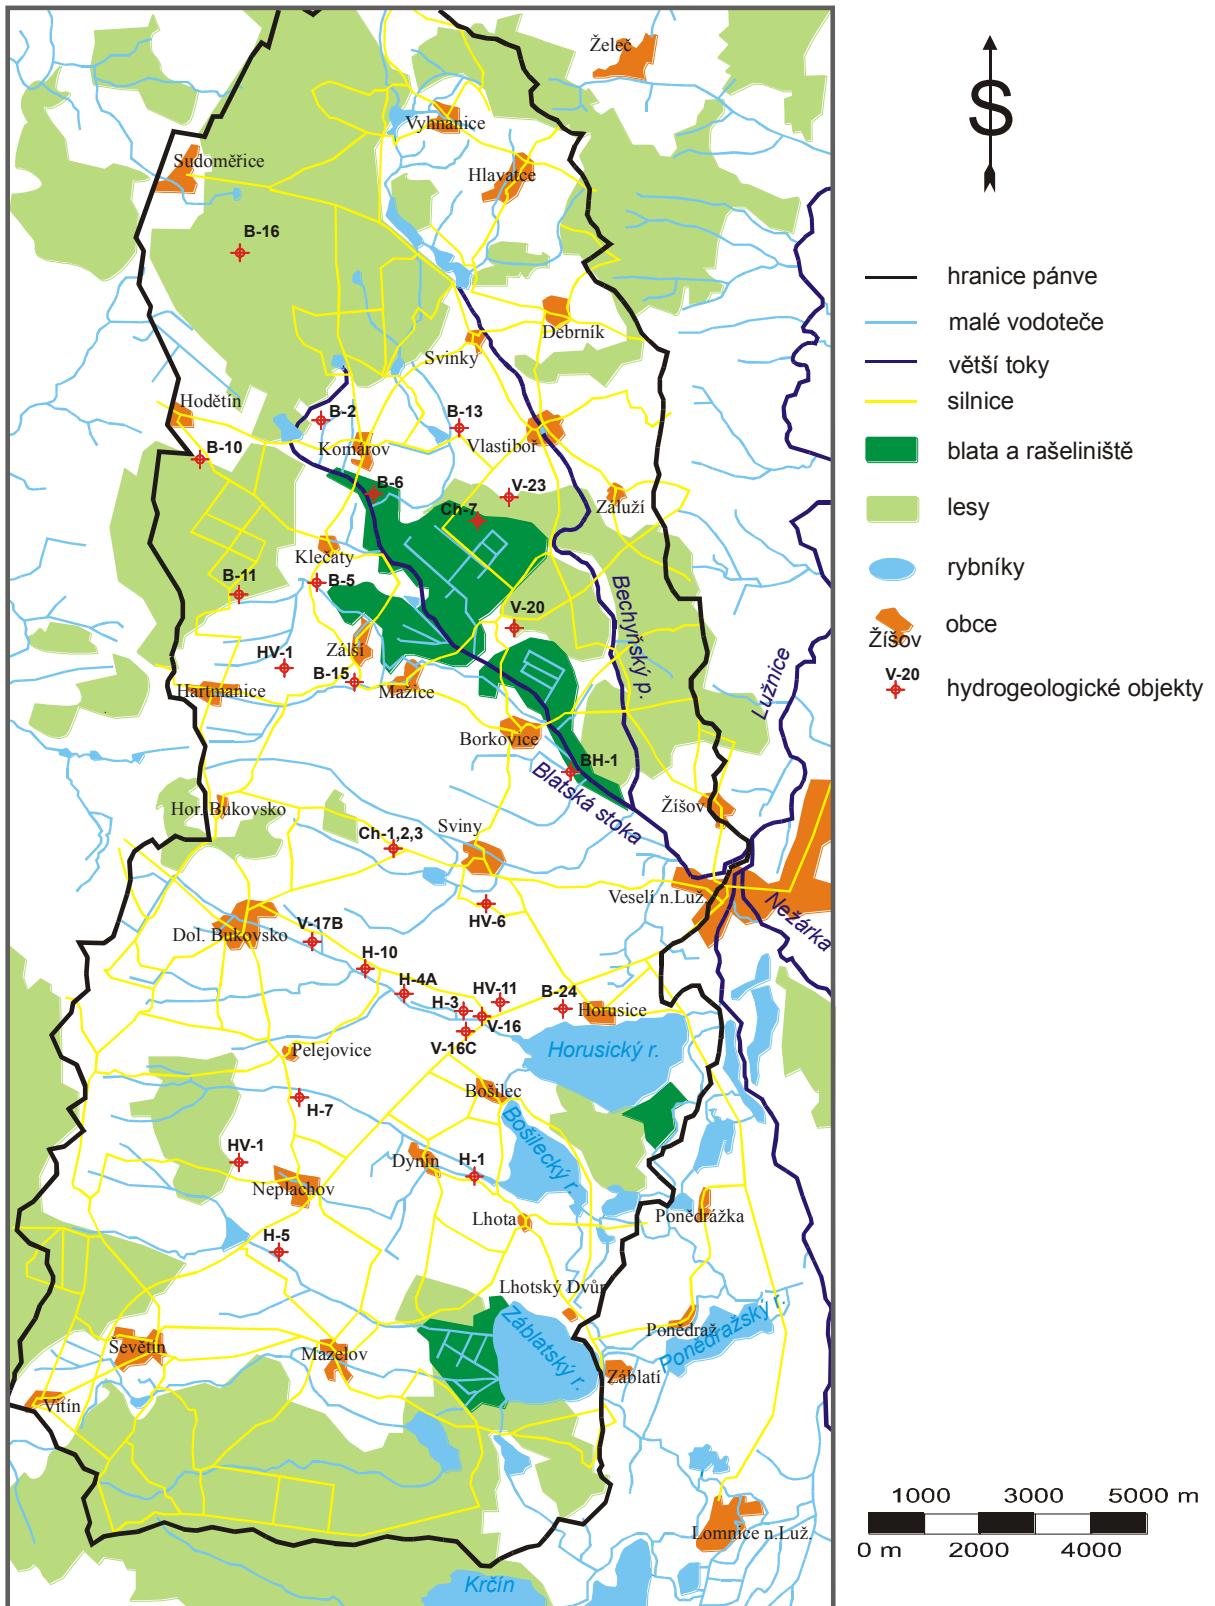 Želeč
Vyhnanice
Sudoměřice
Hlavatce
B-16
Debrník
Svinky
Hodětín
B-2
B-13
Komárov
Vlastiboř
B-10
B-6
V-23
Ch-7
Záluží
Klečaty
B-11
B-5
V-20
Bechyňský p.
Zálší
HV-1
B-15
Hartmanice
Mažice
Lužnice
Borkovice
BH-1
Blatská stoka
Hor. Bukovsko
Žíšov
Ch-1,2,3
Sviny
Veselí n.Luž.
HV-6
Nežárka
V-17B
Dol. Bukovsko
H-10
H-4A
HV-11
B-24
H-3
Horusice
V-16
V-16C
Horusický r.
Pelejovice
Bošilec
H-7
Bošilecký r.
HV-1
Dynín
H-1
Neplachov
Lhota
Ponědrážka
H-5
Lhotský Dvůr
Záblatský r.
Ponědraž
Ponědražský r.
Ševětín
Mazelov
Záblatí
Vitín
Lomnice n.Luž.
Krčín
S
hranice pánve
malé vodoteče
větší toky
silnice
blata a rašeliniště
lesy
rybníky
obce
Žíšov
V-20
hydrogeologické objekty
1000 3000 5000 m
0 m 2000 4000